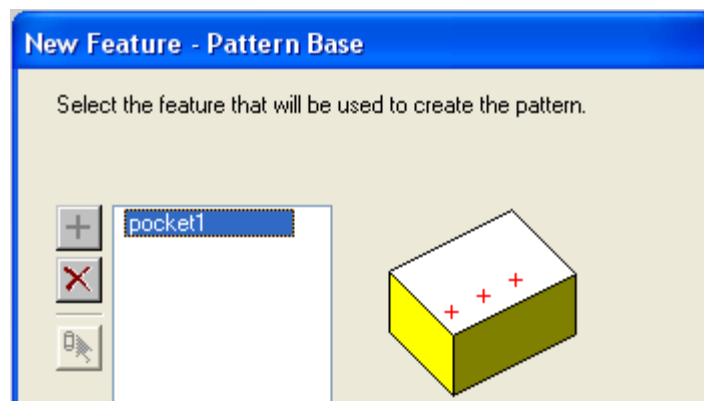 New Feature - Pattern Base
Select the feature that will be used to create the pattern.
pocket1